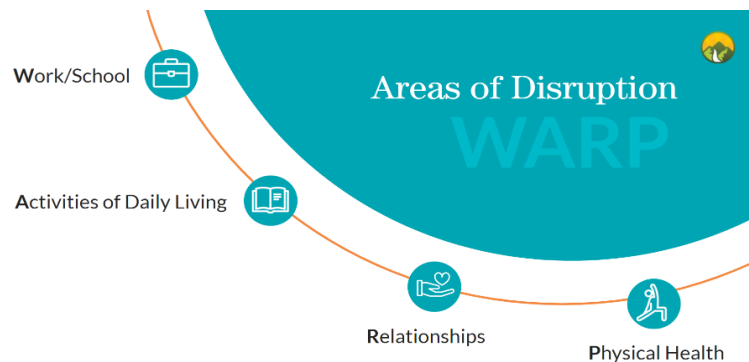 Areas of Disruption
WARP
Work/School
Activities of Daily Living
Relationships
Physical Health